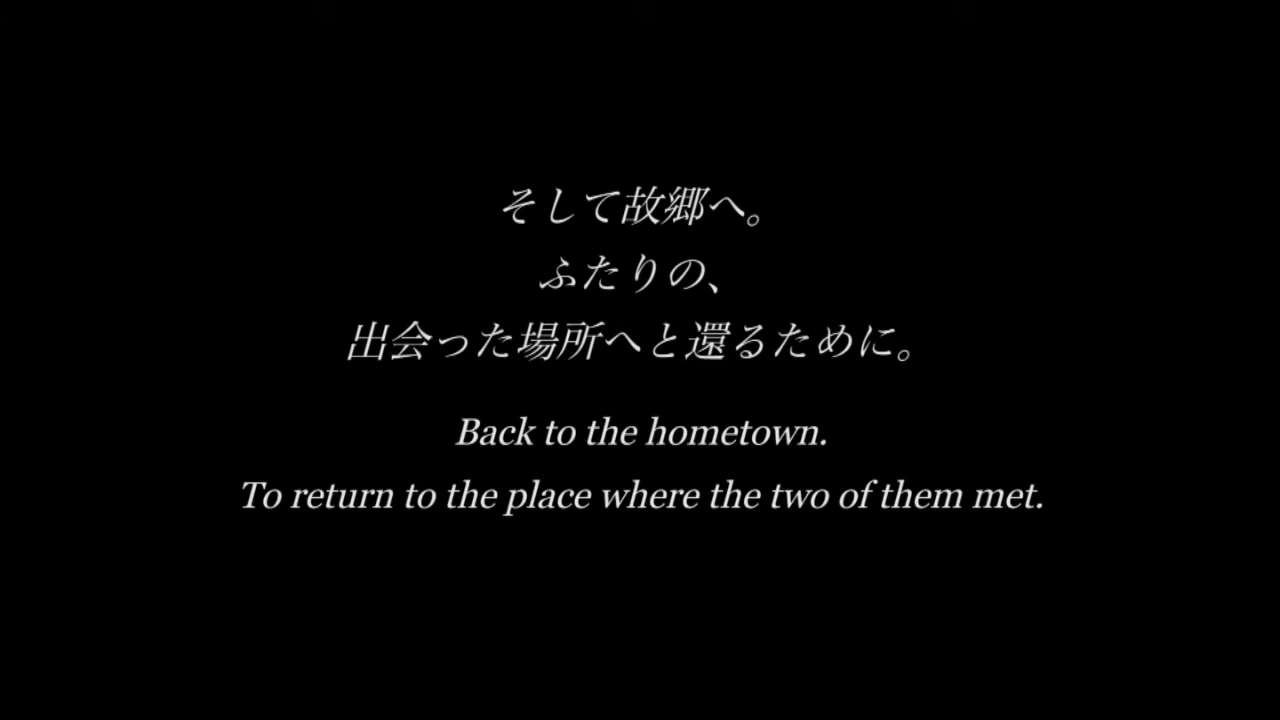 そして故郷へ。
ふたりの、
出会った場所へと還るために。
Back to the hometown.
To return to the place where the two of them met.